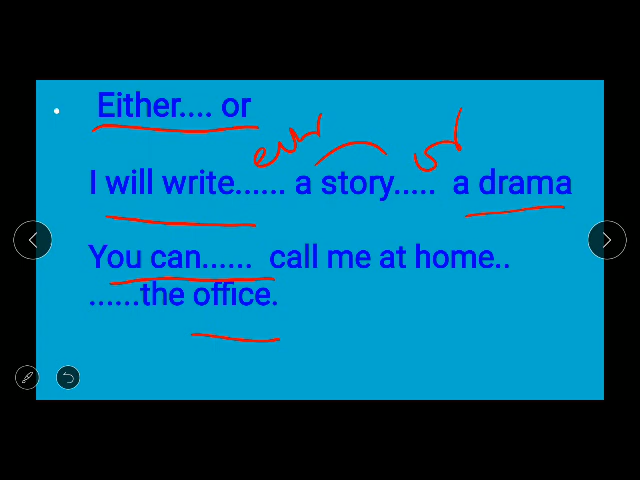 Either.... or
I will write...... a story..... a drama
You can...... call me at home..
......the office.